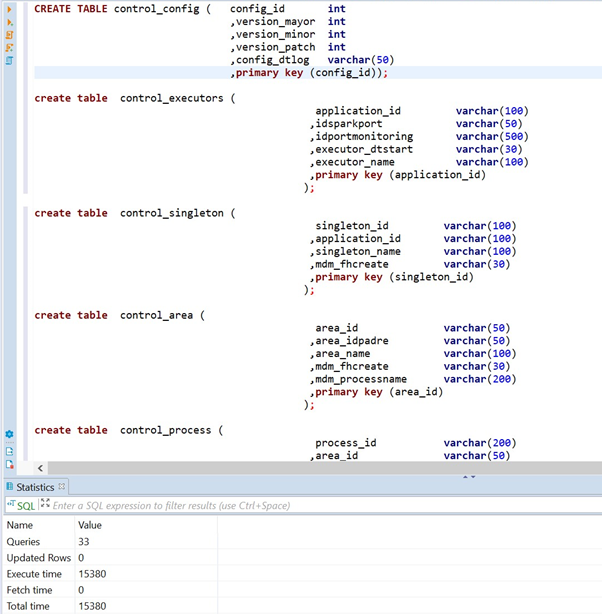 CREATE TABLE control_config (   config_id       int
,version_mayor  int
,version_minor  int
,version_patch  int
,config_dtlog   varchar(50)
,primary key (config_id));
create table  control_executors (
application_id         varchar(100)
,idsparkport            varchar(50)
,idportmonitoring       varchar(500)
,executor_dtstart       varchar(30)
,executor_name          varchar(100)
,primary key (application_id)
);
create table  control_singleton (
singleton_id         varchar(100)
,application_id       varchar(100)
,singleton_name       varchar(100)
,mdm_fhcreate         varchar(30)
,primary key (singleton_id)
);
create table  control_area (
area_id              varchar(50)
,area_idpadre         varchar(50)
,area_name            varchar(100)
,mdm_fhcreate         varchar(30)
,mdm_processname      varchar(200)
,primary key (area_id)
);
create table  control_process (
process_id           varchar(200)
,area_id              varchar(50)
Statistics
SQL Enter a SQL expression to filter results (use Ctrl+Space)
Name Value
Queries 33
Updated Rows 0
Execute time 15380
Fetch time 0
Total time 15380